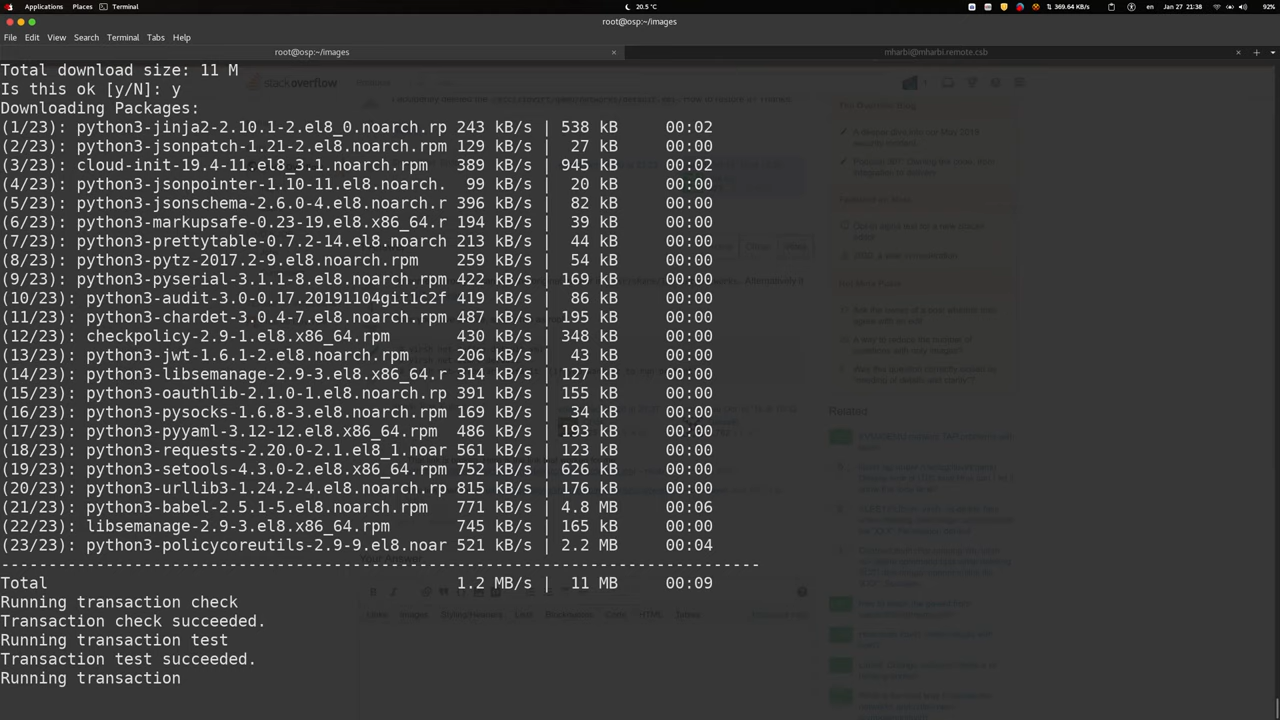 Applications Places Terminal 20.5 °C 369.64 KB/s en Jan 27 21:38 92%
root@osp:~/images
File Edit View Search Terminal Tabs Help
root@osp:~/images mharbi@mharbi.remote.csb
Total download size: 11 M
Is this ok [y/N]: y
Downloading Packages:
(1/23): python3-jinja2-2.10.1-2.el8_0.noarch.rp 243 kB/s | 538 kB 00:02
(2/23): python3-jsonpatch-1.21-2.el8.noarch.rpm 129 kB/s | 27 kB 00:00
(3/23): cloud-init-19.4-11.el8_3.1.noarch.rpm 389 kB/s | 945 kB 00:02
(4/23): python3-jsonpointer-1.10-11.el8.noarch. 99 kB/s | 20 kB 00:00
(5/23): python3-jsonschema-2.6.0-4.el8.noarch.r 396 kB/s | 82 kB 00:00
(6/23): python3-markupsafe-0.23-19.el8.x86_64.r 194 kB/s | 39 kB 00:00
(7/23): python3-prettytable-0.7.2-14.el8.noarch 213 kB/s | 44 kB 00:00
(8/23): python3-pytz-2017.2-9.el8.noarch.rpm 259 kB/s | 54 kB 00:00
(9/23): python3-pyserial-3.1.1-8.el8.noarch.rpm 422 kB/s | 169 kB 00:00
(10/23): python3-audit-3.0-0.17.20191104git1c2f 419 kB/s | 86 kB 00:00
(11/23): python3-chardet-3.0.4-7.el8.noarch.rpm 487 kB/s | 195 kB 00:00
(12/23): checkpolicy-2.9-1.el8.x86_64.rpm 430 kB/s | 348 kB 00:00
(13/23): python3-jwt-1.6.1-2.el8.noarch.rpm 206 kB/s | 43 kB 00:00
(14/23): python3-libsemanage-2.9-3.el8.x86_64.r 314 kB/s | 127 kB 00:00
(15/23): python3-oauthlib-2.1.0-1.el8.noarch.rp 391 kB/s | 155 kB 00:00
(16/23): python3-pysocks-1.6.8-3.el8.noarch.rpm 169 kB/s | 34 kB 00:00
(17/23): python3-pyyaml-3.12-12.el8.x86_64.rpm 486 kB/s | 193 kB 00:00
(18/23): python3-requests-2.20.0-2.1.el8_1.noar 561 kB/s | 123 kB 00:00
(19/23): python3-setools-4.3.0-2.el8.x86_64.rpm 752 kB/s | 626 kB 00:00
(20/23): python3-urllib3-1.24.2-4.el8.noarch.rp 815 kB/s | 176 kB 00:00
(21/23): python3-babel-2.5.1-5.el8.noarch.rpm 771 kB/s | 4.8 MB 00:06
(22/23): libsemanage-2.9-3.el8.x86_64.rpm 745 kB/s | 165 kB 00:00
(23/23): python3-policycoreutils-2.9-9.el8.noar 521 kB/s | 2.2 MB 00:04
--------------------------------------------------------------------------------
Total 1.2 MB/s | 11 MB 00:09
Running transaction check
Transaction check succeeded.
Running transaction test
Transaction test succeeded.
Running transaction